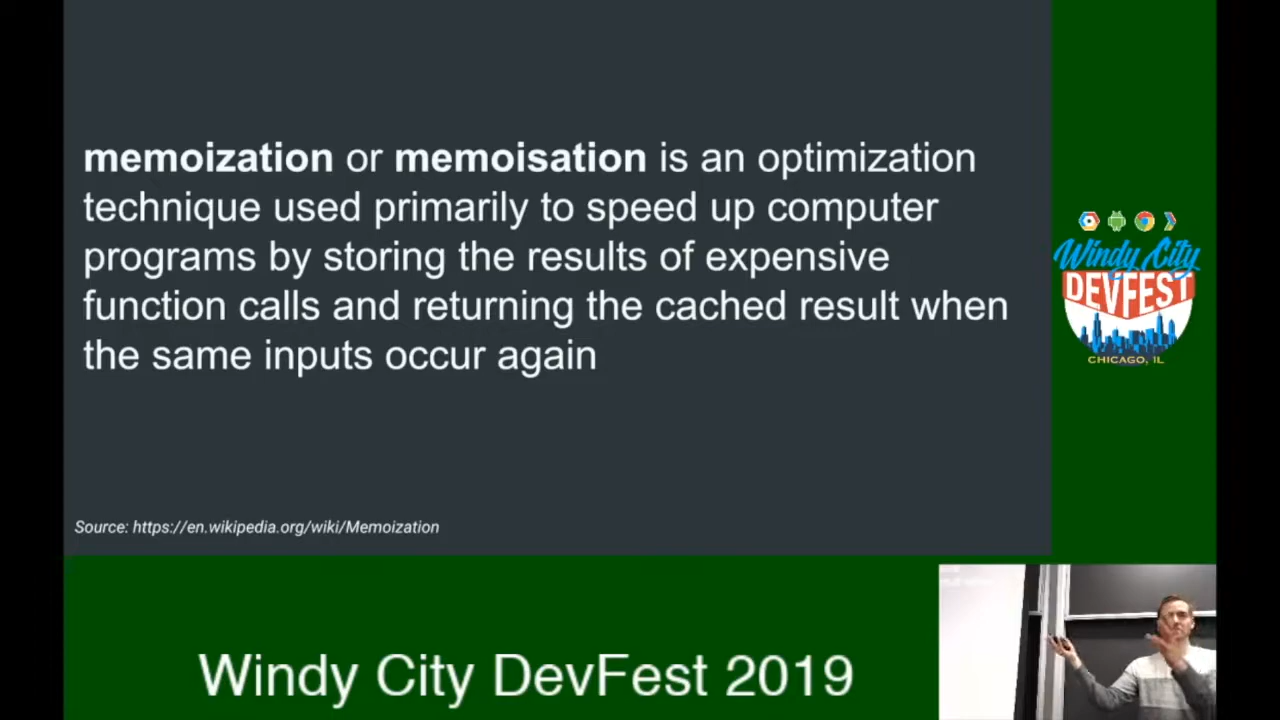 memoization or memoisation is an optimization
technique used primarily to speed up computer
programs by storing the results of expensive
function calls and returning the cached result when
the same inputs occur again
Source: https://en.wikipedia.org/wiki/Memoization
Windy City
DEVFEST
CHICAGO, IL
Windy City DevFest 2019